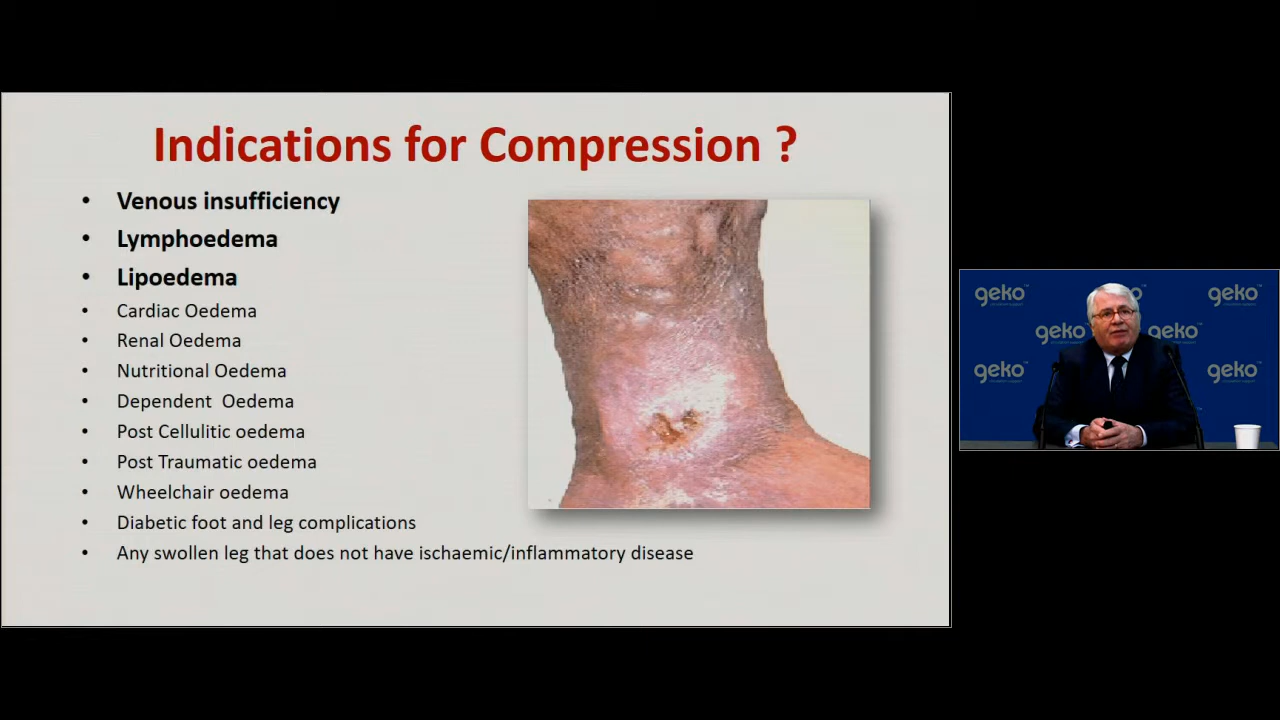 Indications for Compression ?
• Venous insufficiency
• Lymphoedema
• Lipoedema
• Cardiac Oedema
• Renal Oedema
• Nutritional Oedema
• Dependent Oedema
• Post Cellulitic oedema
• Post Traumatic oedema
• Wheelchair oedema
• Diabetic foot and leg complications
• Any swollen leg that does not have ischaemic/inflammatory disease
geko™
geko™
geko
geko
geko
geko